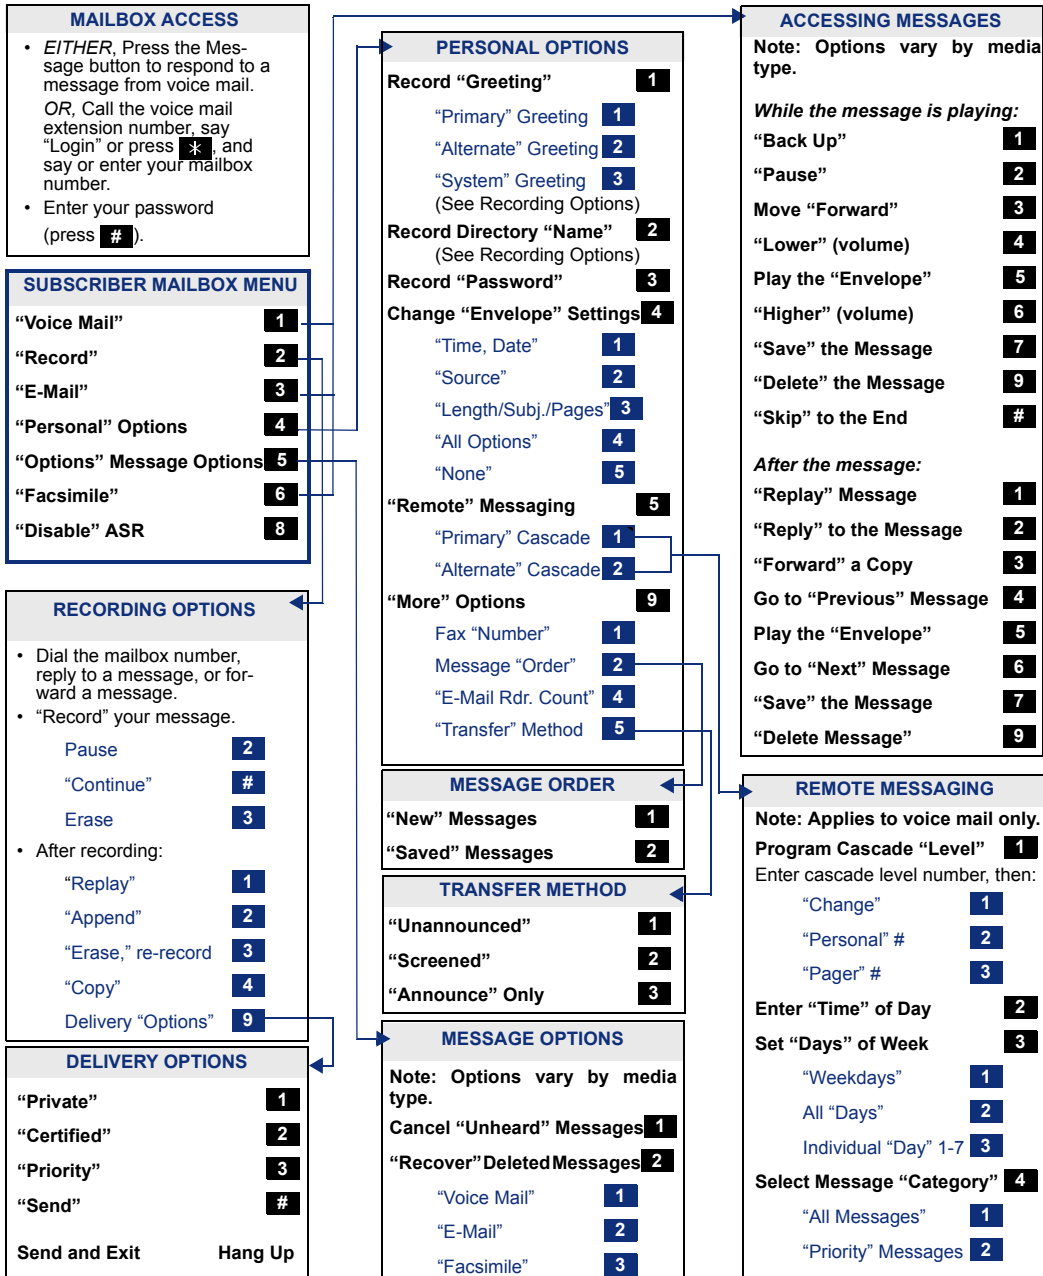 MAILBOX ACCESS
• EITHER, Press the Mes-
sage button to respond to a
message from voice mail.
OR, Call the voice mail
extension number, say
“Login” or press * , and
say or enter your mailbox
number.
• Enter your password
(press # ).
SUBSCRIBER MAILBOX MENU
“Voice Mail” 1
“Record” 2
“E-Mail” 3
“Personal” Options 4
“Options” Message Options 5
“Facsimile” 6
“Disable” ASR 8
RECORDING OPTIONS
• Dial the mailbox number,
reply to a message, or for-
ward a message.
• “Record” your message.
Pause 2
“Continue” #
Erase 3
• After recording:
“Replay” 1
“Append” 2
“Erase,” re-record 3
“Copy” 4
Delivery “Options” 9
DELIVERY OPTIONS
“Private” 1
“Certified” 2
“Priority” 3
“Send” #
Send and Exit Hang Up
PERSONAL OPTIONS
Record “Greeting” 1
“Primary” Greeting 1
“Alternate” Greeting 2
“System” Greeting 3
(See Recording Options)
Record Directory “Name” 2
(See Recording Options)
Record “Password” 3
Change “Envelope” Settings 4
“Time, Date” 1
“Source” 2
“Length/Subj./Pages” 3
“All Options” 4
“None” 5
“Remote” Messaging 5
“Primary” Cascade 1
“Alternate” Cascade 2
“More” Options 9
Fax “Number” 1
Message “Order” 2
“E-Mail Rdr. Count” 4
“Transfer” Method 5
MESSAGE ORDER
“New” Messages 1
“Saved” Messages 2
TRANSFER METHOD
“Unannounced” 1
“Screened” 2
“Announce” Only 3
MESSAGE OPTIONS
Note: Options vary by media
type.
Cancel “Unheard” Messages 1
“Recover” Deleted Messages 2
“Voice Mail” 1
“E-Mail” 2
“Facsimile” 3
ACCESSING MESSAGES
Note: Options vary by media
type.
While the message is playing:
“Back Up” 1
“Pause” 2
Move “Forward” 3
“Lower” (volume) 4
Play the “Envelope” 5
“Higher” (volume) 6
“Save” the Message 7
“Delete” the Message 9
“Skip” to the End #
After the message:
“Replay” Message 1
“Reply” to the Message 2
“Forward” a Copy 3
Go to “Previous” Message 4
Play the “Envelope” 5
Go to “Next” Message 6
“Save” the Message 7
“Delete Message” 9
REMOTE MESSAGING
Note: Applies to voice mail only.
Program Cascade “Level” 1
Enter cascade level number, then:
“Change” 1
“Personal” # 2
“Pager” # 3
Enter “Time” of Day 2
Set “Days” of Week 3
“Weekdays” 1
All “Days” 2
Individual “Day” 1-7 3
Select Message “Category” 4
“All Messages” 1
“Priority” Messages 2